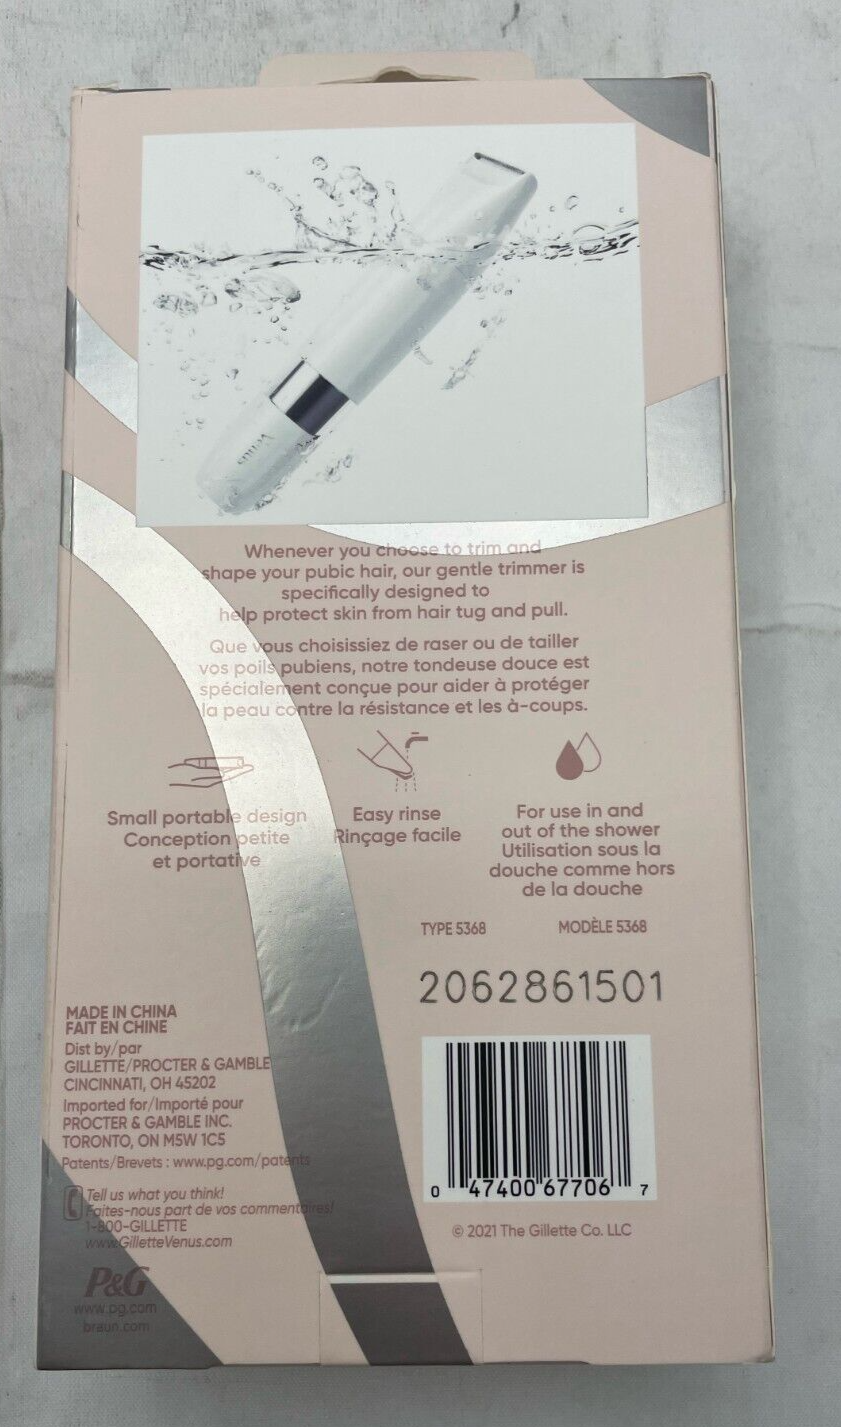 Venus
Whenever you choose to trim and
shape your pubic hair, our gentle trimmer is
specifically designed to
help protect skin from hair tug and pull.
Que vous choisissiez de raser ou de tailler
vos poils pubiens, notre tondeuse douce est
spécialement conçue pour aider à protéger
la peau contre la résistance et les à-coups.
Small portable design
Conception petite
et portative
Easy rinse
Rinçage facile
For use in and
out of the shower
Utilisation sous la
douche comme hors
de la douche
TYPE 5368
MODÈLE 5368
2062861501
MADE IN CHINA
FAIT EN CHINE
Dist by/par
GILLETTE/PROCTER & GAMBLE
CINCINNATI, OH 45202
Imported for/Importé pour
PROCTER & GAMBLE INC.
TORONTO, ON M5W 1C5
Patents/Brevets : www.pg.com/patents
Tell us what you think!
Faites-nous part de vos commentaires!
1-800-GILLETTE
www.GilletteVenus.com
P&G
www.pg.com
braun.com
0 47400 67706 7
© 2021 The Gillette Co. LLC